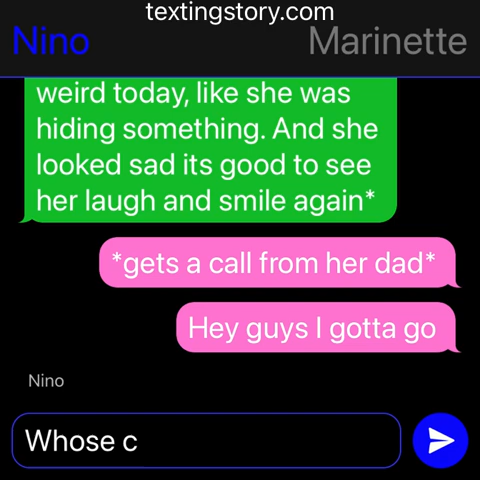 textingstory.com
Nino
Marinette
weird today, like she was
hiding something. And she
looked sad its good to see
her laugh and smile again*
*gets a call from her dad*
Hey guys I gotta go
Nino
Whose c